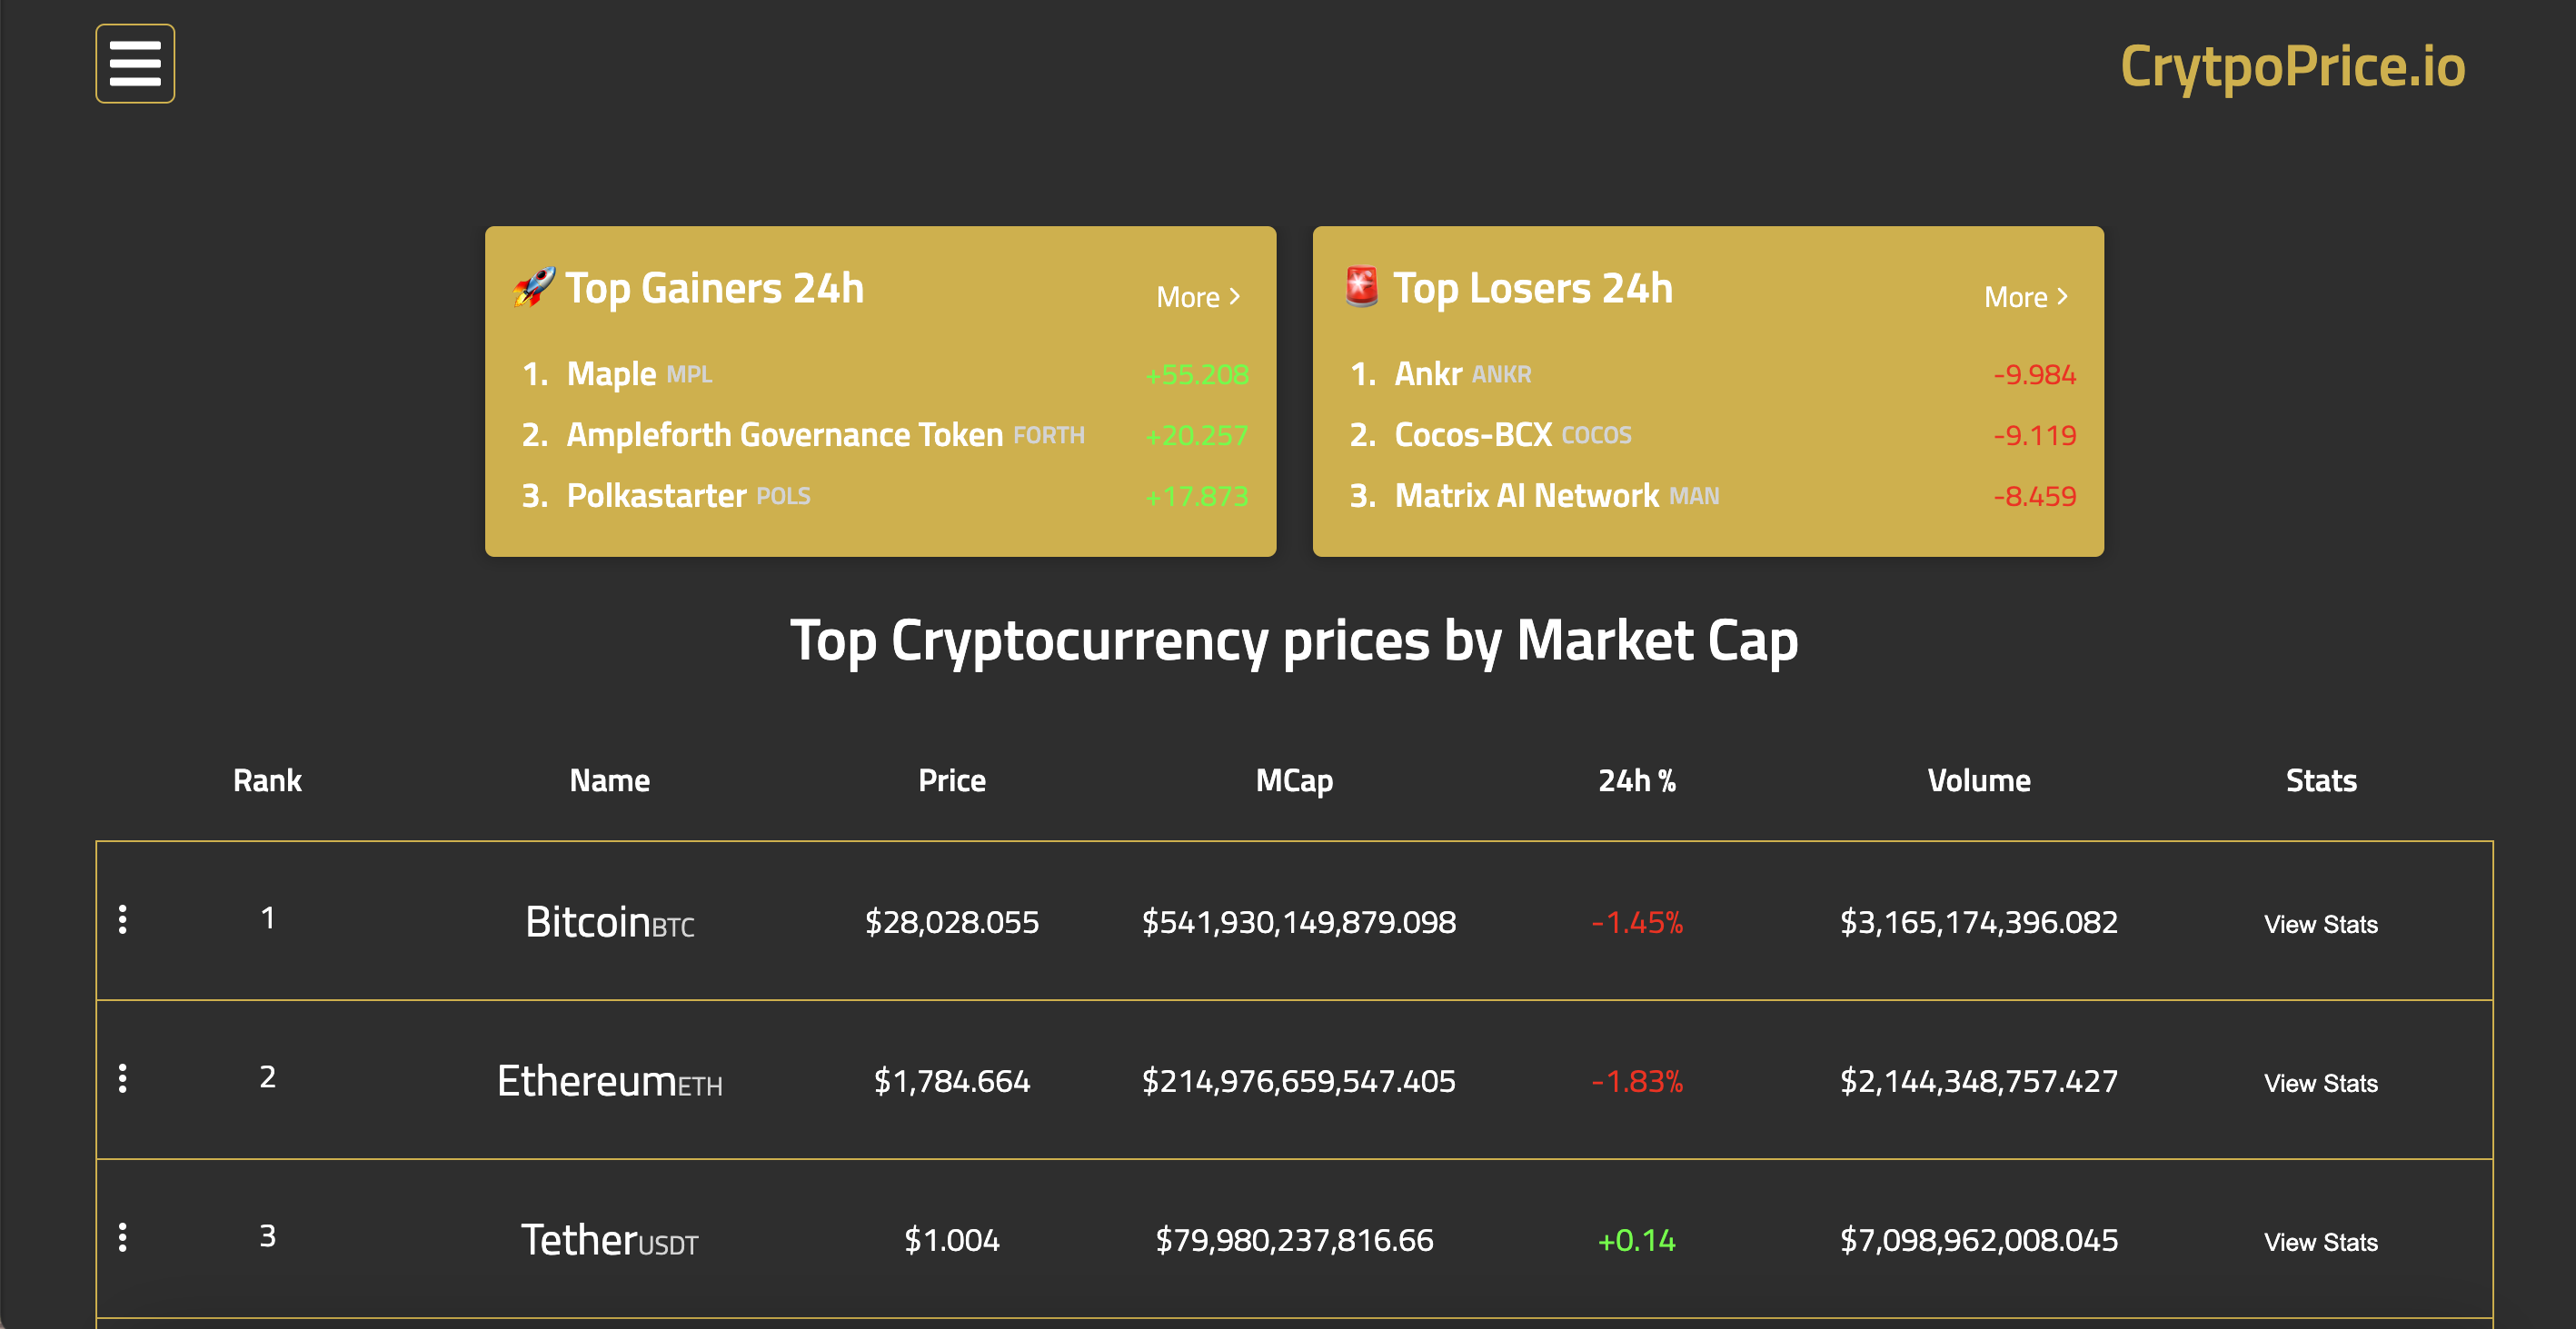 CrytpoPrice.io
Top Gainers 24h More >
1. Maple MPL +55.208
2. Ampleforth Governance Token FORTH +20.257
3. Polkastarter POLS +17.873
Top Losers 24h More >
1. Ankr ANKR -9.984
2. Cocos-BCX COCOS -9.119
3. Matrix AI Network MAN -8.459
Top Cryptocurrency prices by Market Cap
Rank Name Price MCap 24h % Volume Stats
1 BitcoinBTC $28,028.055 $541,930,149,879.098 -1.45% $3,165,174,396.082 View Stats
2 EthereumETH $1,784.664 $214,976,659,547.405 -1.83% $2,144,348,757.427 View Stats
3 TetherUSDT $1.004 $79,980,237,816.66 +0.14 $7,098,962,008.045 View Stats